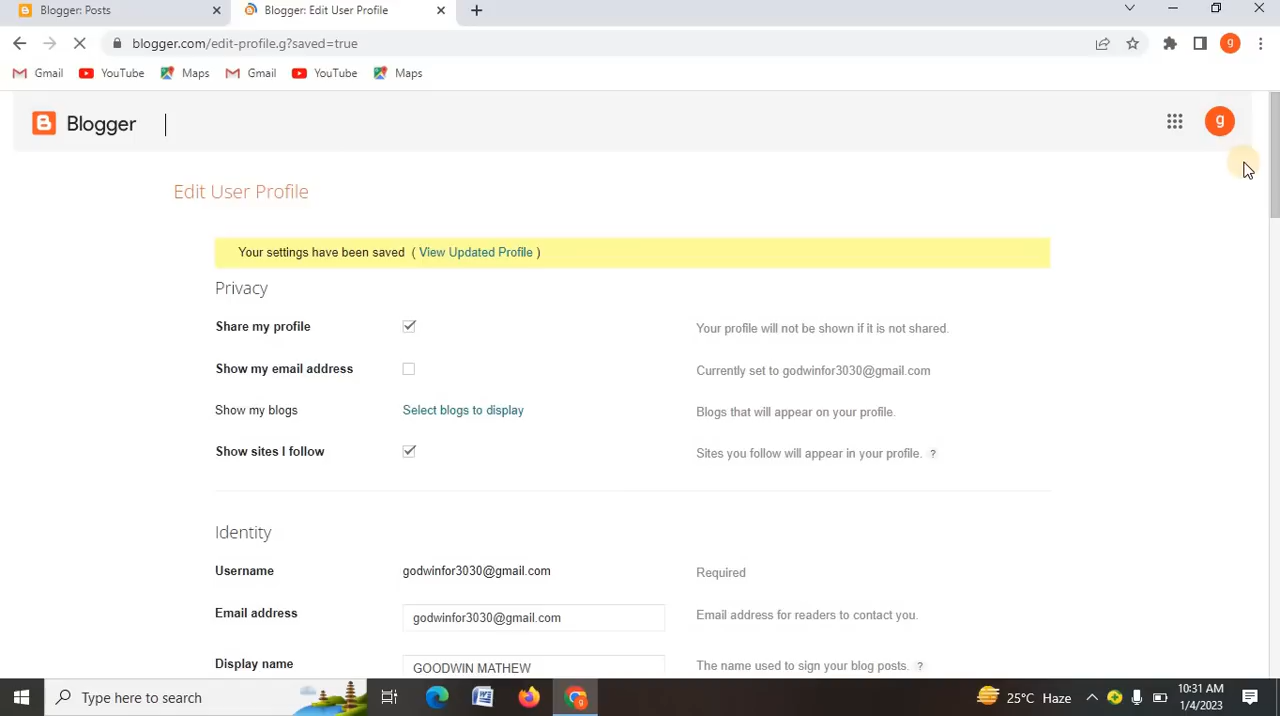 Blogger: Posts
Blogger: Edit User Profile
blogger.com/edit-profile.g?saved=true
g
Gmail YouTube Maps Gmail YouTube Maps
Blogger
g
Edit User Profile
Your settings have been saved ( View Updated Profile )
Privacy
Share my profile Your profile will not be shown if it is not shared.
Show my email address Currently set to godwinfor3030@gmail.com
Show my blogs Select blogs to display Blogs that will appear on your profile.
Show sites I follow Sites you follow will appear in your profile. ?
Identity
Username godwinfor3030@gmail.com Required
Email address godwinfor3030@gmail.com Email address for readers to contact you.
Display name GOODWIN MATHEW The name used to sign your blog posts. ?
Type here to search
25°C Haze
10:31 AM
1/4/2023